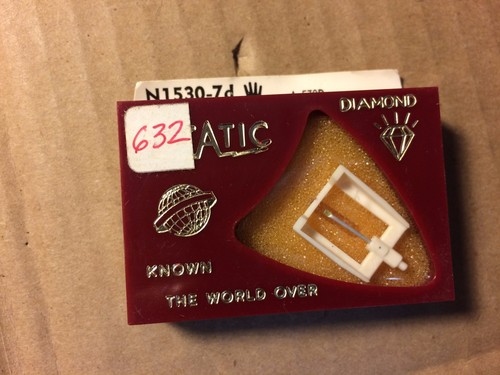 N1530-7d
DIAMOND
632
ATIC
KNOWN
THE WORLD OVER